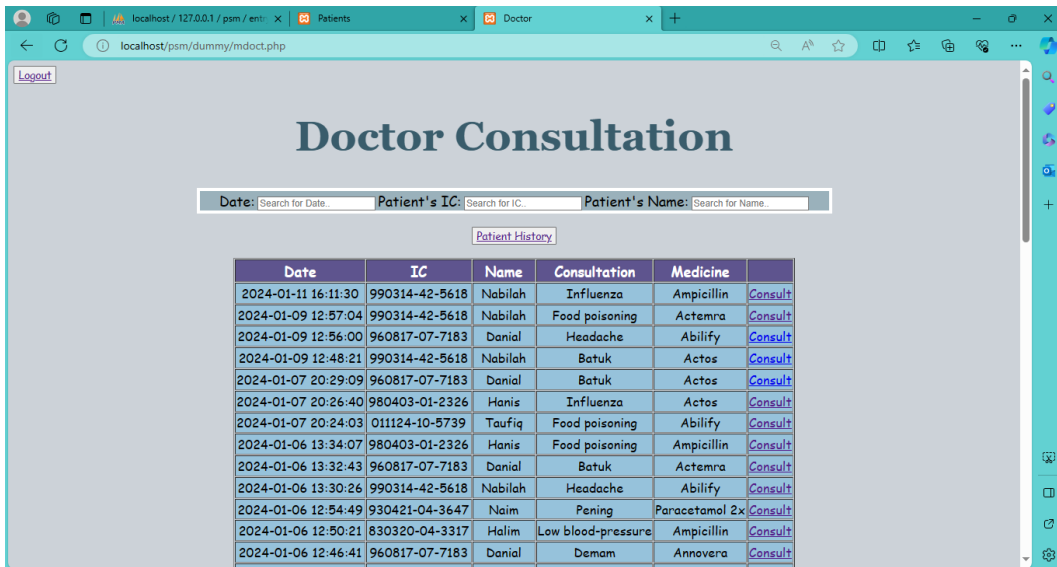 localhost / 127.0.0.1 / psm / entr
Patients
Doctor
localhost/psm/dummy/mdoct.php
Logout
Doctor Consultation
Date: Search for Date.. Patient's IC: Search for IC.. Patient's Name: Search for Name..
Patient History
Date IC Name Consultation Medicine
2024-01-11 16:11:30 990314-42-5618 Nabilah Influenza Ampicillin Consult
2024-01-09 12:57:04 990314-42-5618 Nabilah Food poisoning Actemra Consult
2024-01-09 12:56:00 960817-07-7183 Danial Headache Abilify Consult
2024-01-09 12:48:21 990314-42-5618 Nabilah Batuk Actos Consult
2024-01-07 20:29:09 960817-07-7183 Danial Batuk Actos Consult
2024-01-07 20:26:40 980403-01-2326 Hanis Influenza Actos Consult
2024-01-07 20:24:03 011124-10-5739 Taufiq Food poisoning Abilify Consult
2024-01-06 13:34:07 980403-01-2326 Hanis Food poisoning Ampicillin Consult
2024-01-06 13:32:43 960817-07-7183 Danial Batuk Actemra Consult
2024-01-06 13:30:26 990314-42-5618 Nabilah Headache Abilify Consult
2024-01-06 12:54:49 930421-04-3647 Naim Pening Paracetamol 2x Consult
2024-01-06 12:50:21 830320-04-3317 Halim Low blood-pressure Ampicillin Consult
2024-01-06 12:46:41 960817-07-7183 Danial Demam Annovera Consult